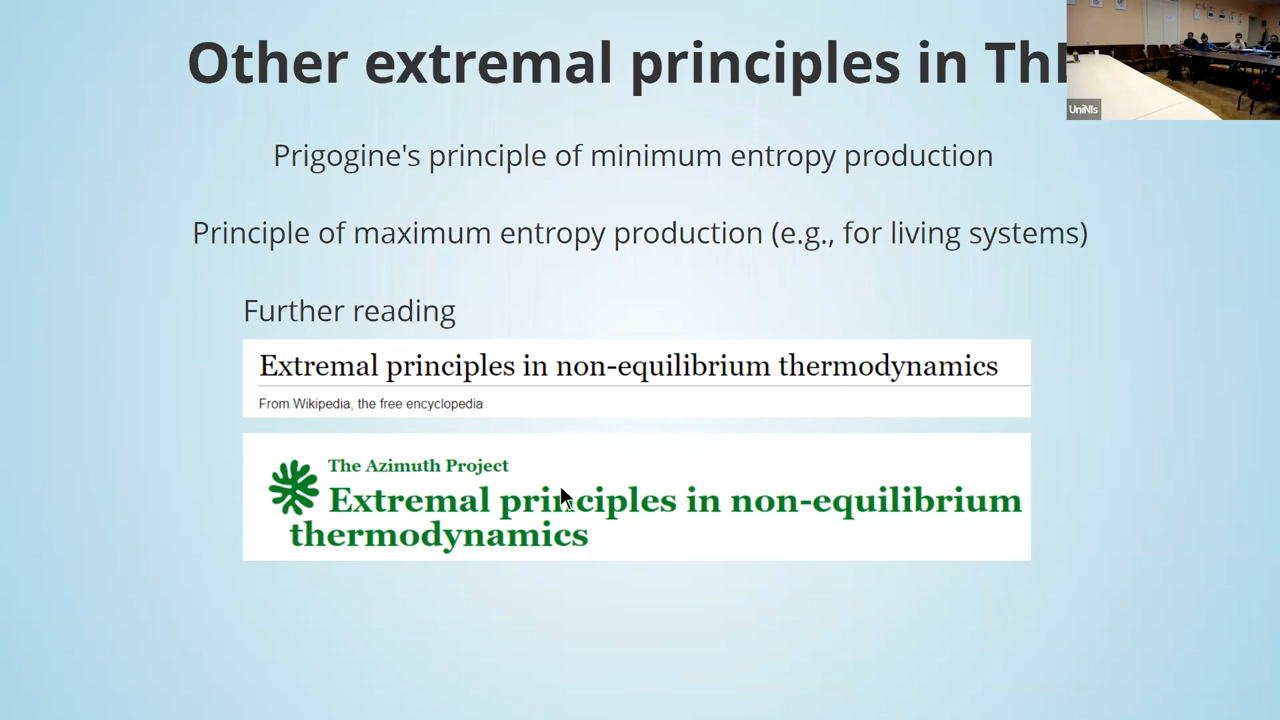 Other extremal principles in
UniNIs
Prigogine's principle of minimum entropy production
Principle of maximum entropy production (e.g., for living systems)
Further reading
Extremal principles in non-equilibrium thermodynamics
From Wikipedia, the free encyclopedia
The Azimuth Project
Extremal principles in non-equilibrium
thermodynamics